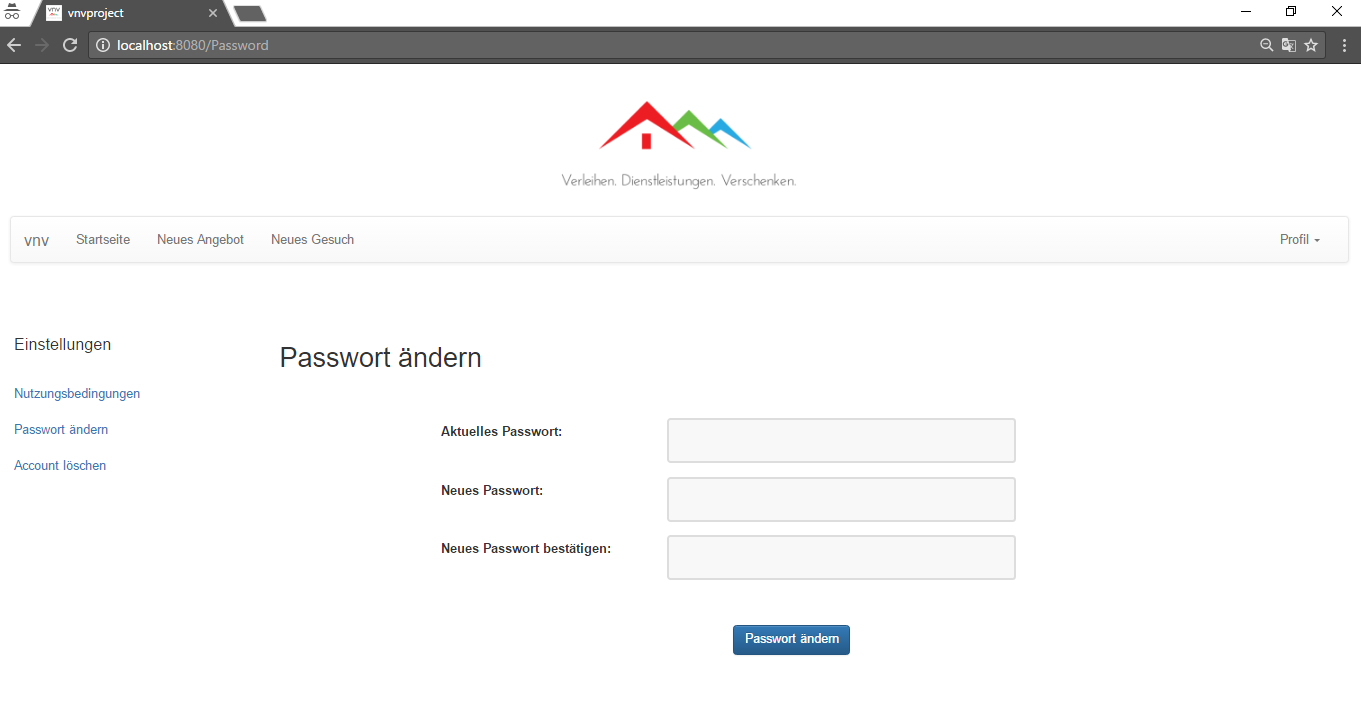 vnvproject
localhost:8080/Password
Verleihen. Dienstleistungen. Verschenken.
vnv Startseite Neues Angebot Neues Gesuch Profil
Einstellungen
Passwort ändern
Nutzungsbedingungen
Passwort ändern
Account löschen
Aktuelles Passwort:
Neues Passwort:
Neues Passwort bestätigen:
Passwort ändern